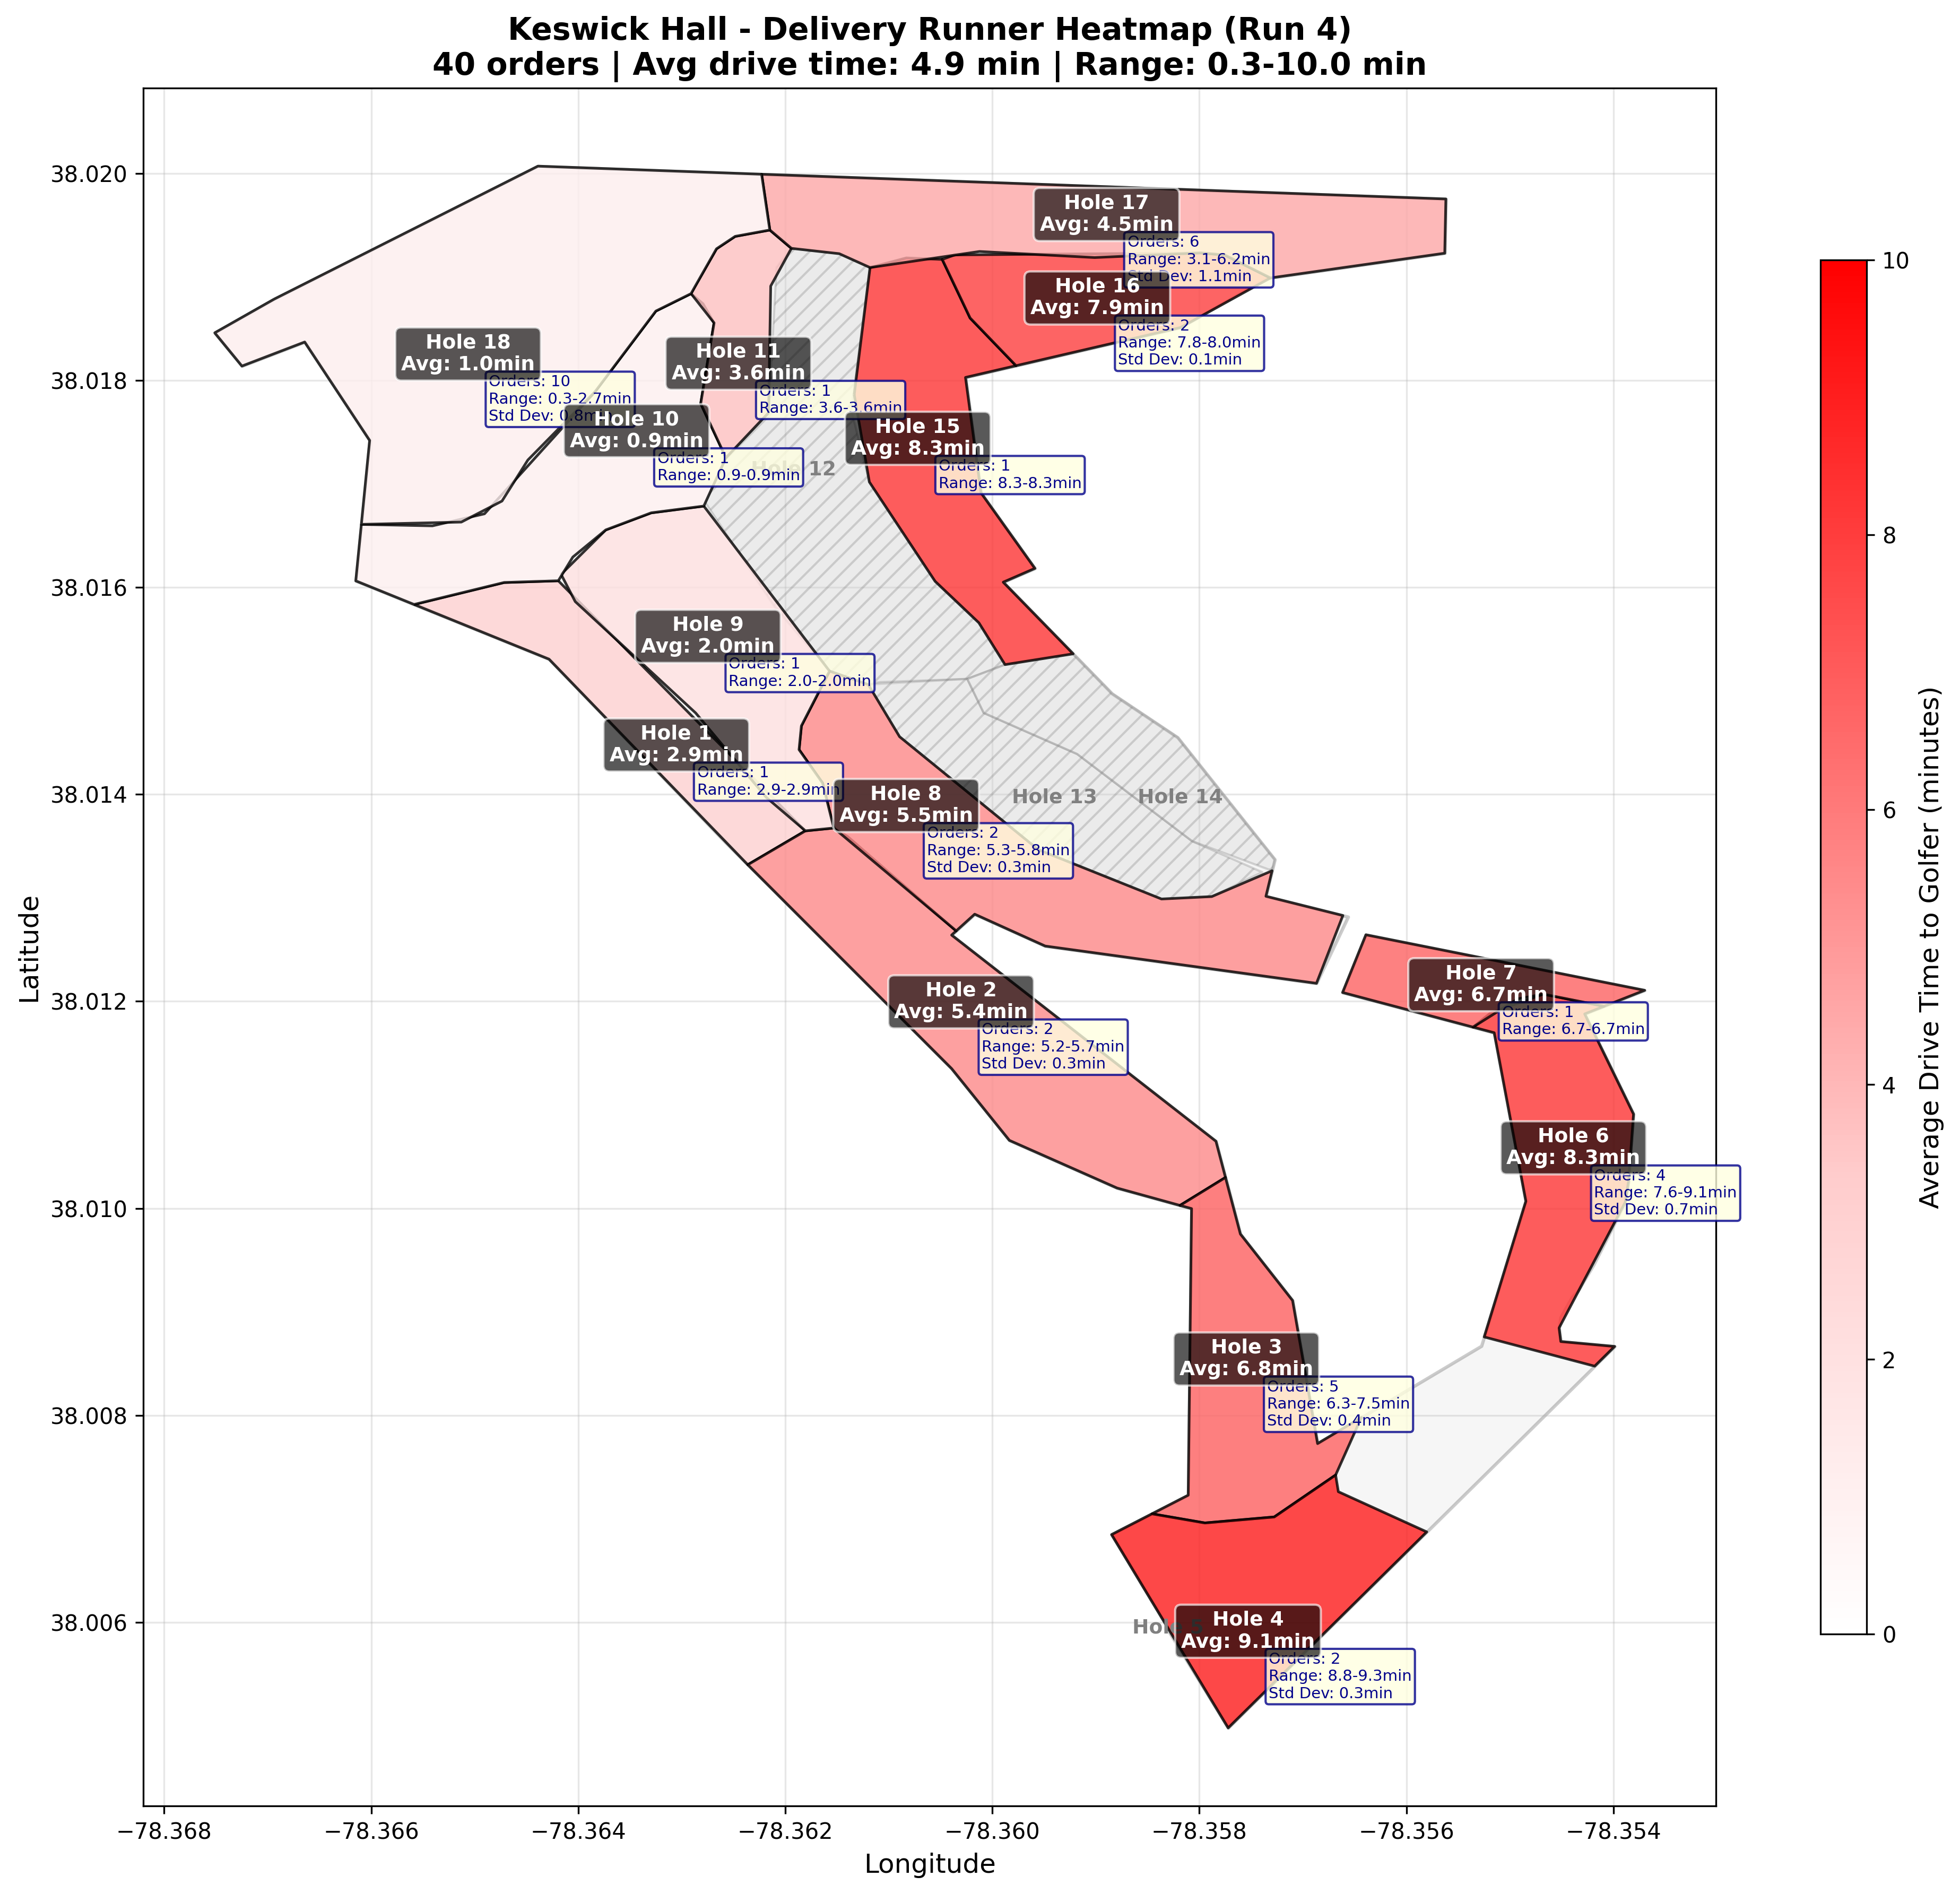 Keswick Hall - Delivery Runner Heatmap (Run 4)
40 orders | Avg drive time: 4.9 min | Range: 0.3-10.0 min
Hole 17
Avg: 4.5min
Orders: 6
Range: 3.1-6.2min
Std Dev: 1.1min
Hole 16
Avg: 7.9min
Orders: 2
Range: 7.8-8.0min
Std Dev: 0.1min
Hole 18
Avg: 1.0min
Orders: 10
Range: 0.3-2.7min
Std Dev: 0.8min
Hole 11
Avg: 3.6min
Orders: 1
Range: 3.6-3.6min
Hole 10
Avg: 0.9min
Orders: 1
Range: 0.9-0.9min
Hole 15
Avg: 8.3min
Orders: 1
Range: 8.3-8.3min
12
Hole 9
Avg: 2.0min
Orders: 1
Range: 2.0-2.0min
Hole 1
Avg: 2.9min
Orders: 1
Range: 2.9-2.9min
Hole 8
Avg: 5.5min
Orders: 2
Range: 5.3-5.8min
Std Dev: 0.3min
Hole 13
Hole 14
Hole 2
Avg: 5.4min
Orders: 2
Range: 5.2-5.7min
Std Dev: 0.3min
Hole 7
Avg: 6.7min
Orders: 1
Range: 6.7-6.7min
Hole 6
Avg: 8.3min
Orders: 4
Range: 7.6-9.1min
Std Dev: 0.7min
Hole 3
Avg: 6.8min
Orders: 5
Range: 6.3-7.5min
Std Dev: 0.4min
Hole 4
Avg: 9.1min
Orders: 2
Range: 8.8-9.3min
Std Dev: 0.3min
38.020
38.018
38.016
38.014
38.012
38.010
38.008
38.006
Latitude
−78.368
−78.366
−78.364
−78.362
−78.360
−78.358
−78.356
−78.354
Longitude
10
8
6
4
2
0
Average Drive Time to Golfer (minutes)